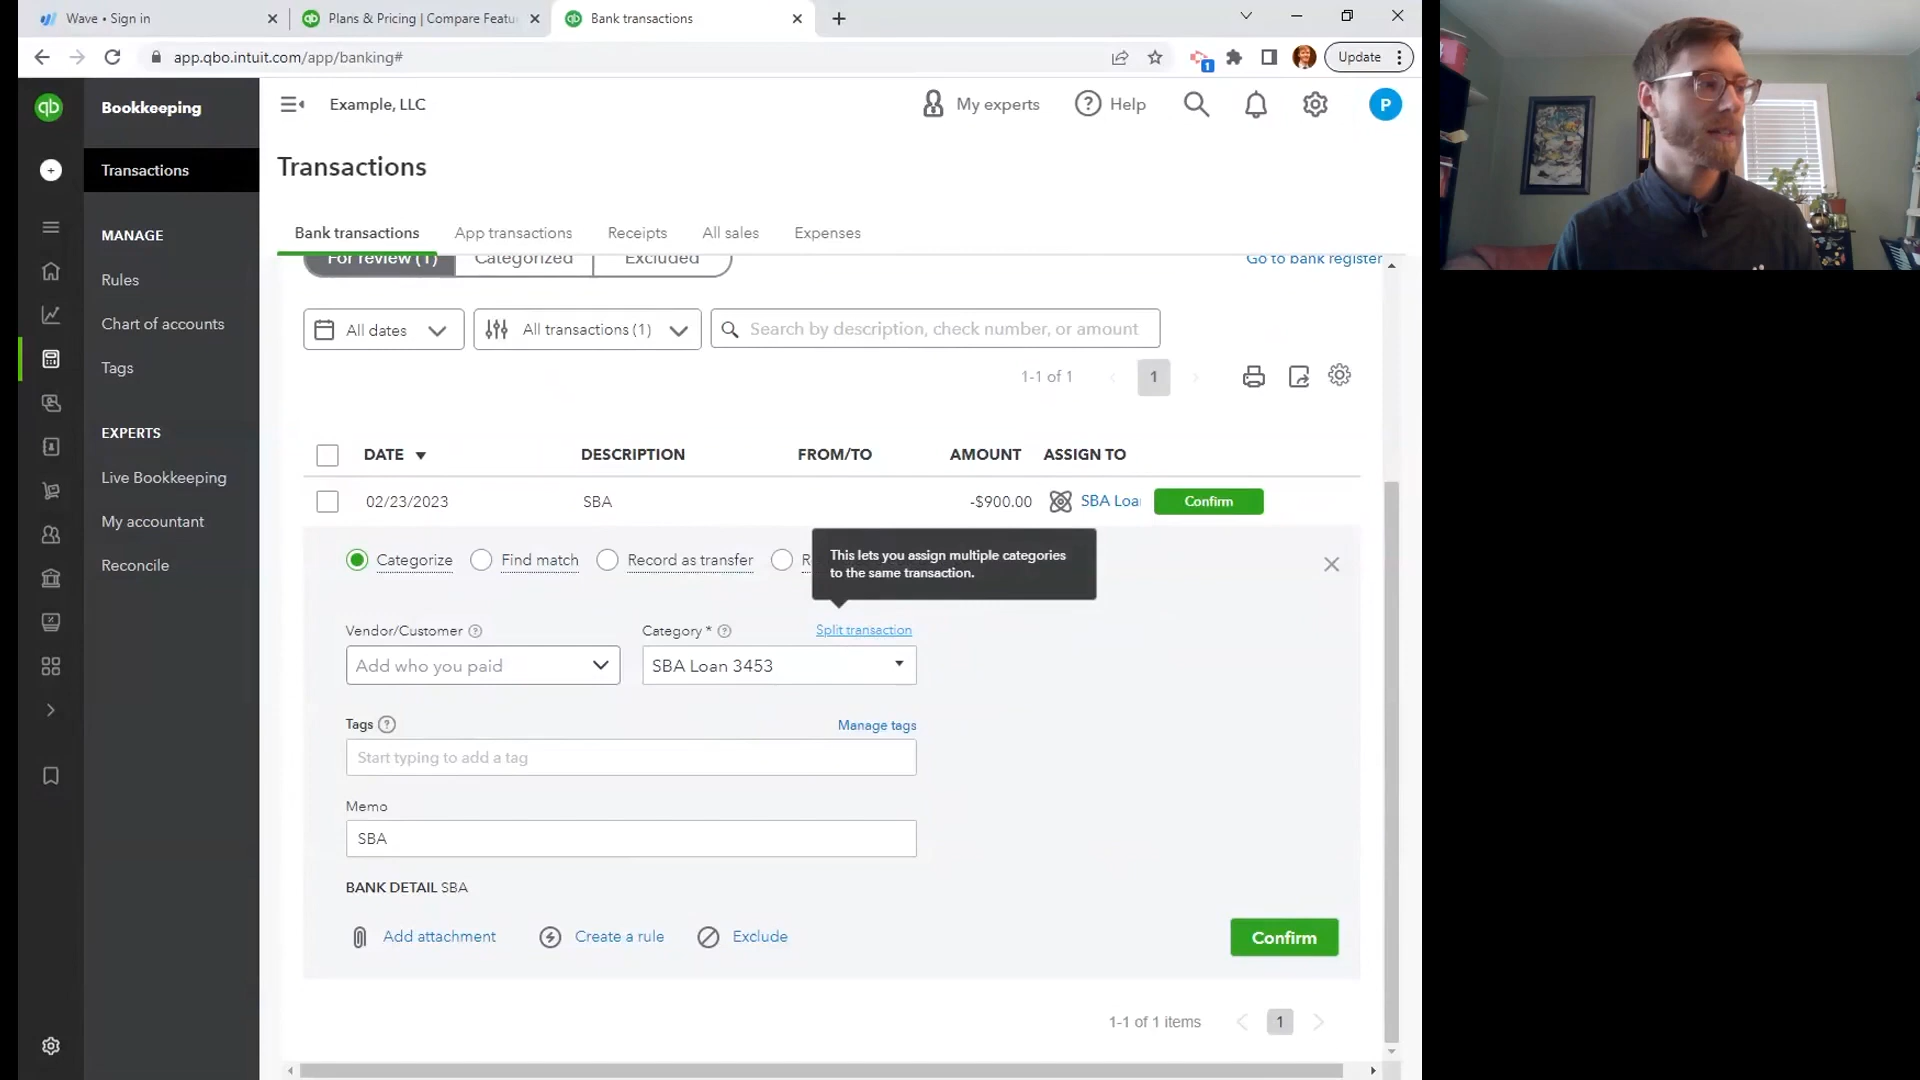 Wave • Sign in
Plans & Pricing | Compare Featu
Bank transactions
app.qbo.intuit.com/app/banking#
1
Update
qb
Bookkeeping
Example, LLC
My experts
Help
P
Transactions
Transactions
MANAGE
Rules
Chart of accounts
Tags
EXPERTS
Live Bookkeeping
My accountant
Reconcile
Bank transactions
App transactions
Receipts
All sales
Expenses
For review (1)
Categorized
Excluded
Go to bank register
All dates
All transactions (1)
Search by description, check number, or amount
1-1 of 1
1
DATE
DESCRIPTION
FROM/TO
AMOUNT
ASSIGN TO
02/23/2023
SBA
-$900.00
SBA Loa
Confirm
Categorize
Find match
Record as transfer
R
This lets you assign multiple categories
to the same transaction.
Vendor/Customer
Category *
Split transaction
Add who you paid
SBA Loan 3453
Tags
Manage tags
Start typing to add a tag
Memo
SBA
BANK DETAIL SBA
Add attachment
Create a rule
Exclude
Confirm
1-1 of 1 items
1